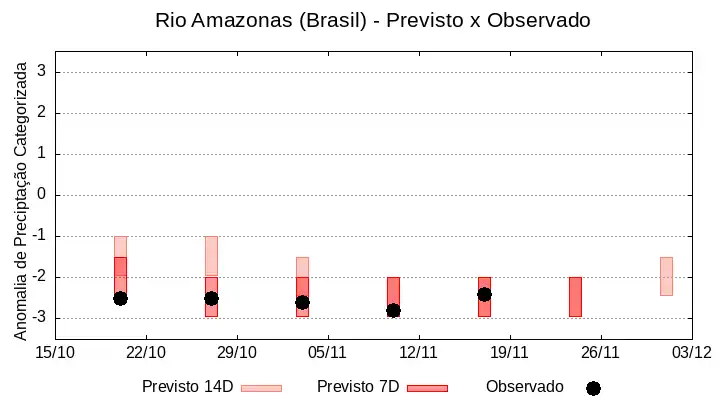 Rio Amazonas (Brasil) - Previsto x Observado
Anomalia de Preciptação Categorizada
3
2
1
0
-1
-2
-3
15/10 22/10 29/10 05/11 12/11 19/11 26/11 03/12
Previsto 14D Previsto 7D Observado